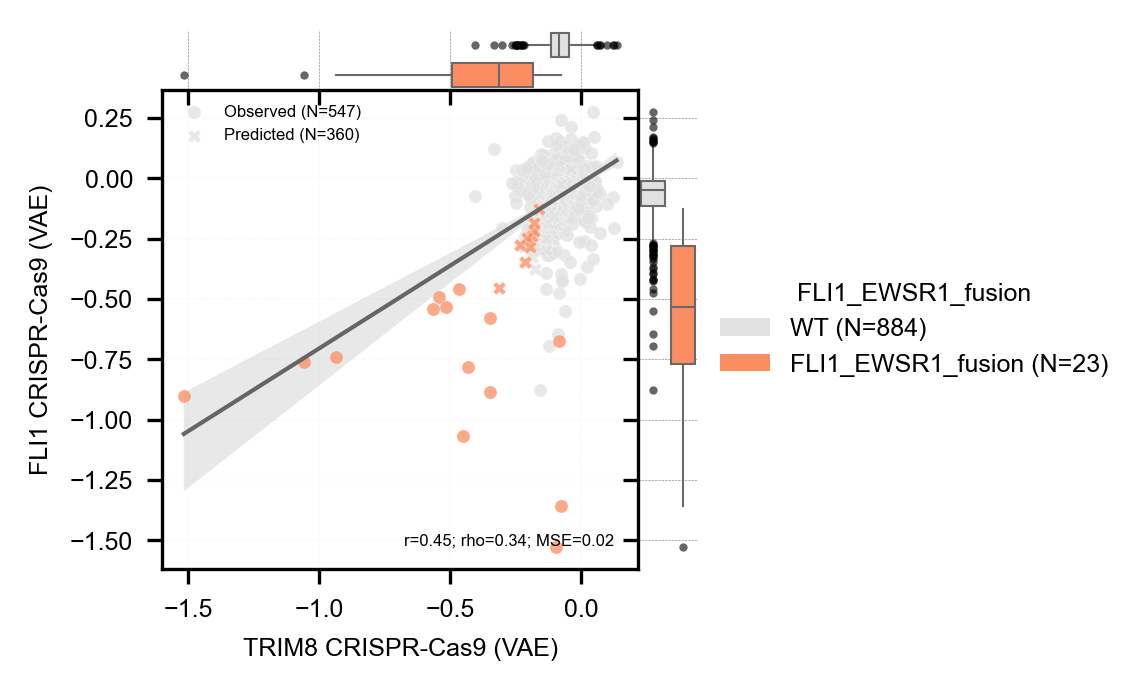 Observed (N=547)
Predicted (N=360)
0.25
0.00
−0.25
−0.50
−0.75
−1.00
−1.25
−1.50
FLI1 CRISPR-Cas9 (VAE)
r=0.45; rho=0.34; MSE=0.02
−1.5
−1.0
−0.5
0.0
TRIM8 CRISPR-Cas9 (VAE)
FLI1_EWSR1_fusion
WT (N=884)
FLI1_EWSR1_fusion (N=23)